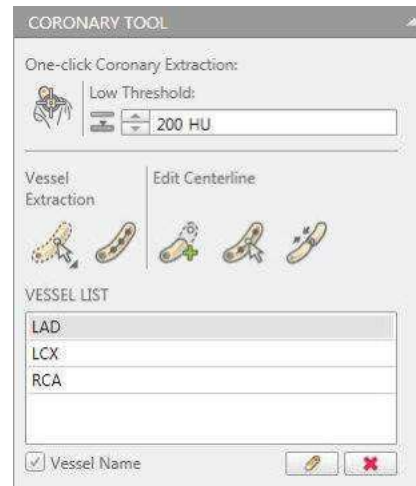 CORONARY TOOL
One-click Coronary Extraction:
Low Threshold:
200 HU
Vessel Extraction
Edit Centerline
VESSEL LIST
LAD
LCX
RCA
Vessel Name